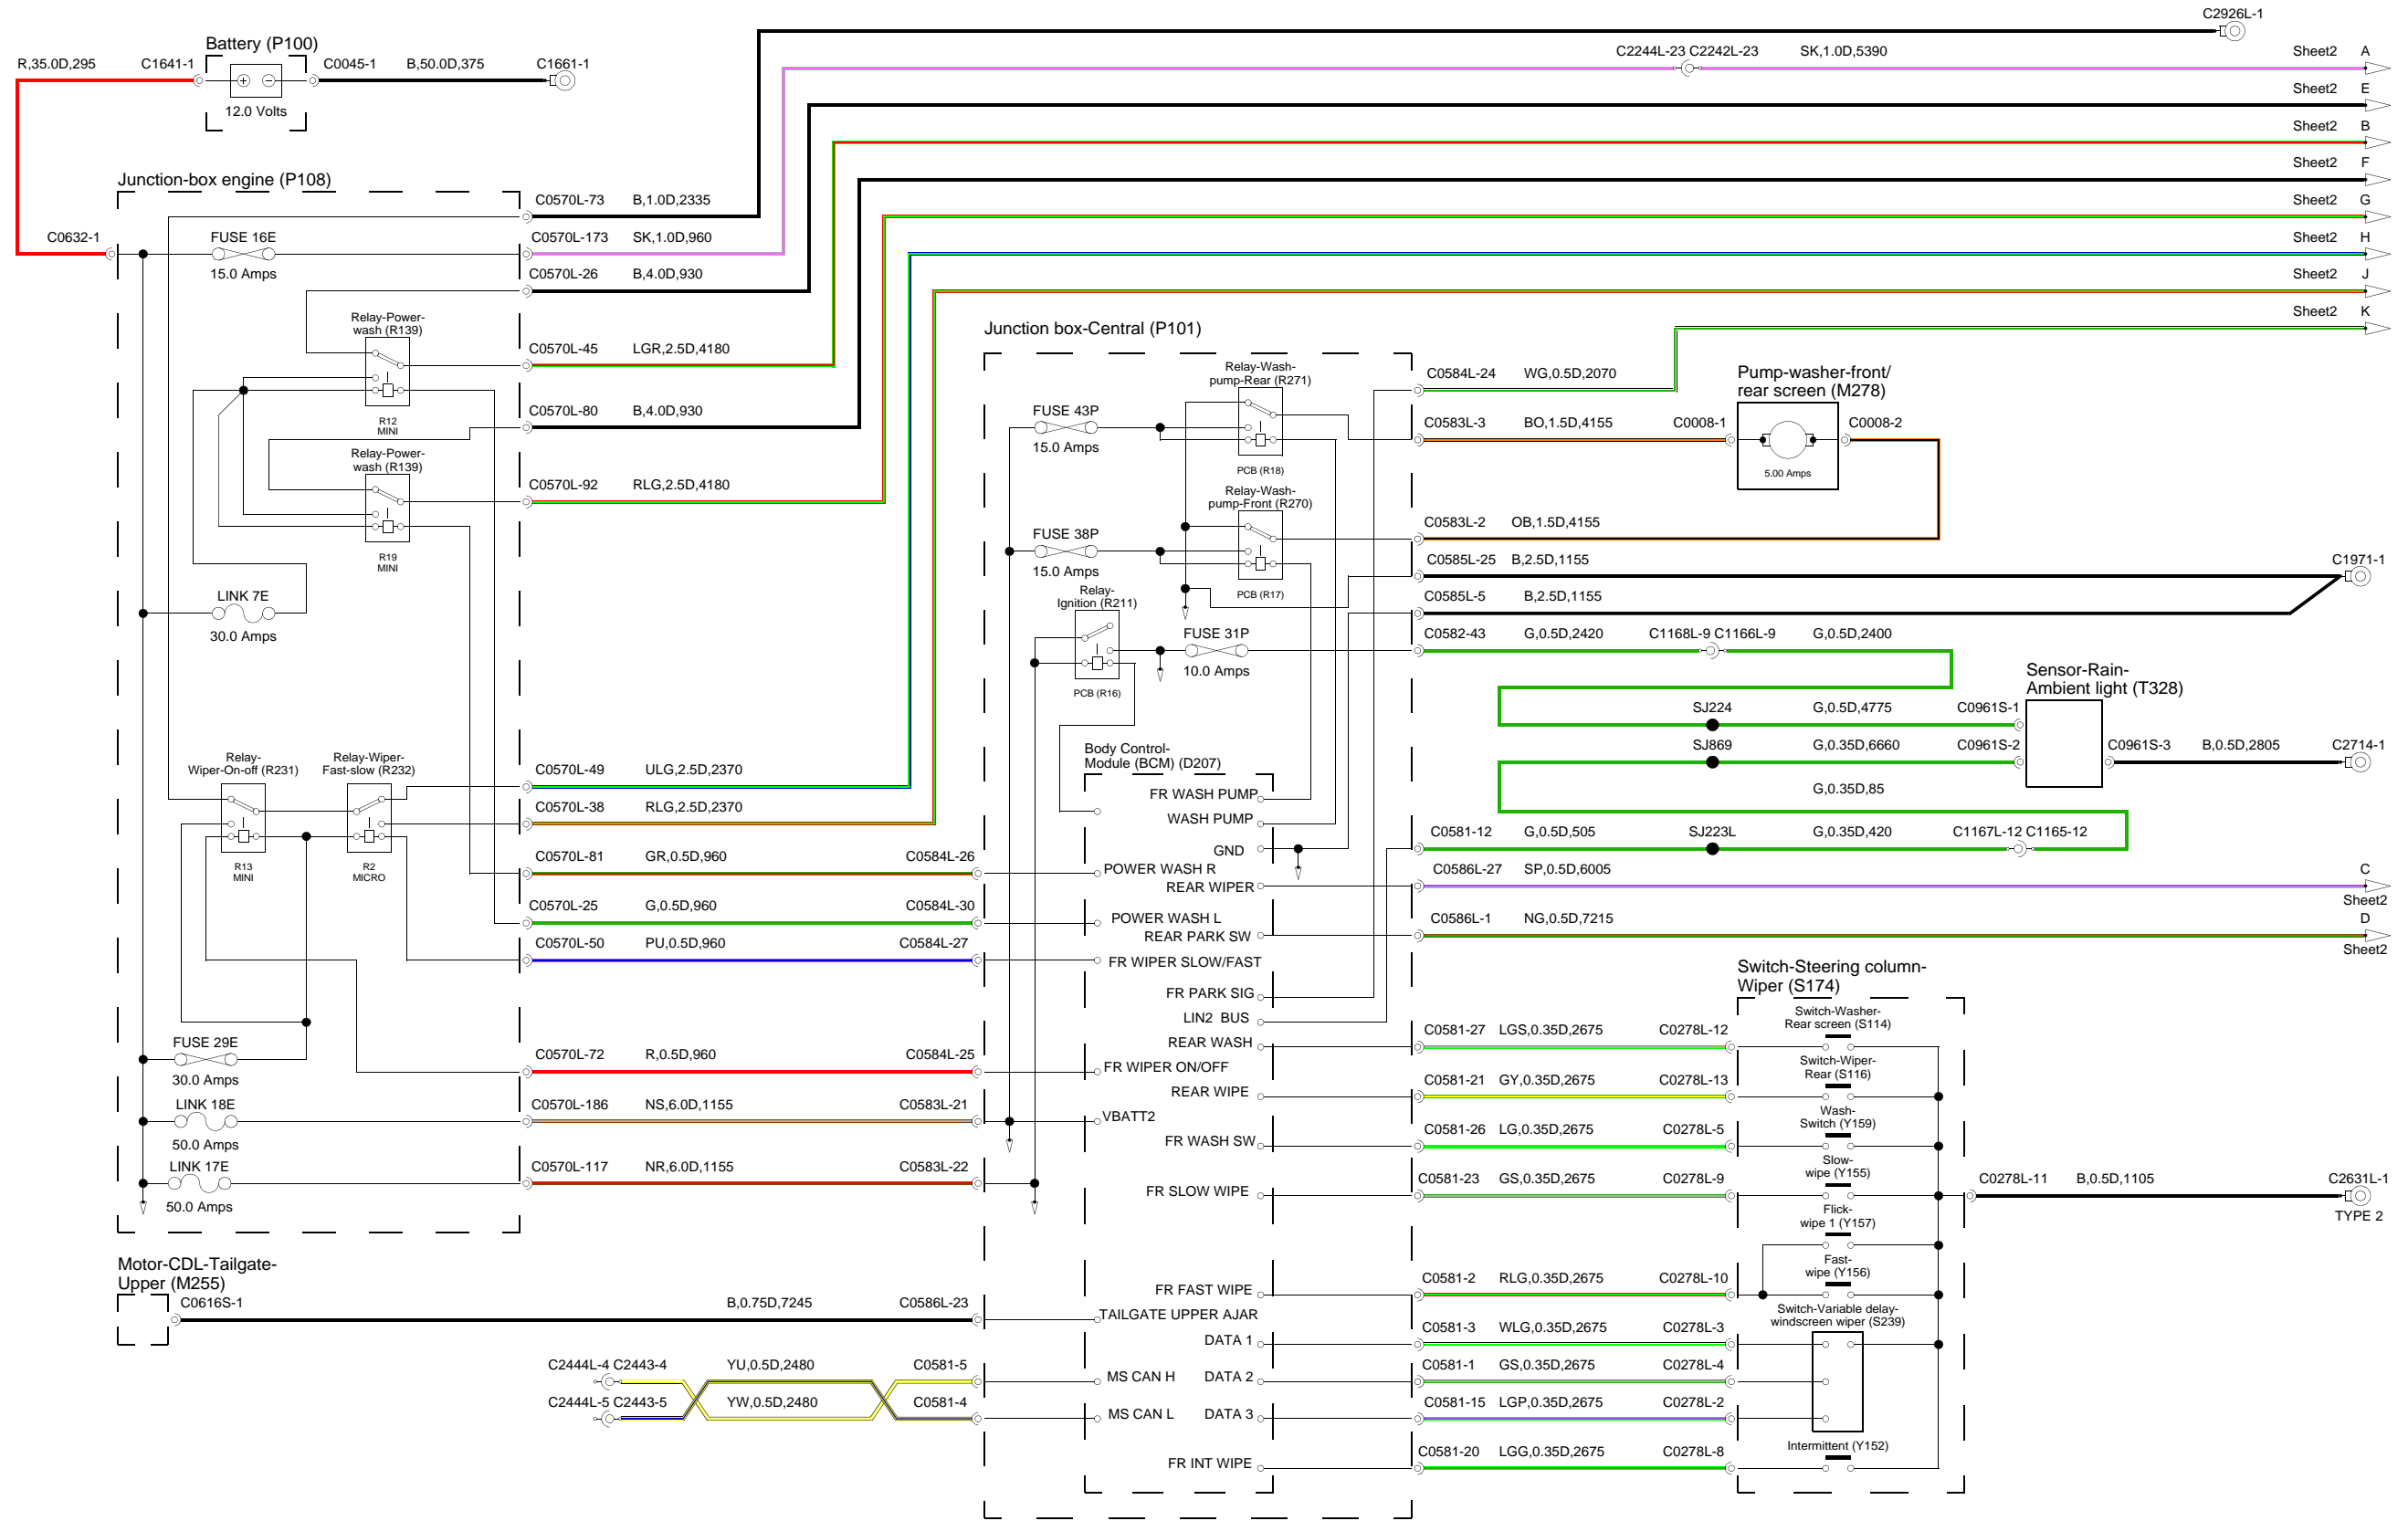 C2926L-1
Battery (P100)
R,35.0D,295
C1641-1
C0045-1
B,50.0D,375
C1661-1
12.0 Volts
C2244L-23 C2242L-23
SK,1.0D,5390
Sheet2 A
Sheet2 E
Sheet2 B
Sheet2 F
Sheet2 G
Sheet2 H
Sheet2 J
Sheet2 K
Junction-box engine (P108)
C0632-1
FUSE 16E
15.0 Amps
C0570L-73
B,1.0D,2335
C0570L-173
SK,1.0D,960
C0570L-26
B,4.0D,930
Relay-Power-
wash (R139)
R12
MINI
C0570L-45
LGR,2.5D,4180
C0570L-80
B,4.0D,930
Relay-Power-
wash (R139)
R19
MINI
C0570L-92
RLG,2.5D,4180
LINK 7E
30.0 Amps
Relay-
Wiper-On-off (R231)
R13
MINI
Relay-Wiper-
Fast-slow (R232)
R2
MICRO
C0570L-49
ULG,2.5D,2370
C0570L-38
RLG,2.5D,2370
C0570L-81
GR,0.5D,960
C0584L-26
C0570L-25
G,0.5D,960
C0584L-30
C0570L-50
PU,0.5D,960
C0584L-27
FUSE 29E
30.0 Amps
C0570L-72
R,0.5D,960
C0584L-25
LINK 18E
50.0 Amps
C0570L-186
NS,6.0D,1155
C0583L-21
LINK 17E
50.0 Amps
C0570L-117
NR,6.0D,1155
C0583L-22
Motor-CDL-Tailgate-
Upper (M255)
C0616S-1
B,0.75D,7245
C0586L-23
C2444L-4 C2443-4
YU,0.5D,2480
C0581-5
C2444L-5 C2443-5
YW,0.5D,2480
C0581-4
Junction box-Central (P101)
Relay-Wash-
pump-Rear (R271)
PCB (R18)
FUSE 43P
15.0 Amps
Relay-Wash-
pump-Front (R270)
PCB (R17)
FUSE 38P
15.0 Amps
Relay-
Ignition (R211)
PCB (R16)
FUSE 31P
10.0 Amps
Body Control-
Module (BCM) (D207)
FR WASH PUMP
WASH PUMP
GND
POWER WASH R
REAR WIPER
POWER WASH L
REAR PARK SW
FR WIPER SLOW/FAST
FR PARK SIG
LIN2 BUS
REAR WASH
FR WIPER ON/OFF
REAR WIPE
VBATT2
FR WASH SW
FR SLOW WIPE
FR FAST WIPE
TAILGATE UPPER AJAR
DATA 1
MS CAN H
DATA 2
MS CAN L
DATA 3
FR INT WIPE
C0584L-24
WG,0.5D,2070
C0583L-3
BO,1.5D,4155
C0008-1
Pump-washer-front/
rear screen (M278)
5.00 Amps
C0008-2
C0583L-2
OB,1.5D,4155
C0585L-25
B,2.5D,1155
C1971-1
C0585L-5
B,2.5D,1155
C0582-43
G,0.5D,2420
C1168L-9 C1166L-9
G,0.5D,2400
Sensor-Rain-
Ambient light (T328)
SJ224
G,0.5D,4775
C0961S-1
SJ869
G,0.35D,6660
C0961S-2
C0961S-3
B,0.5D,2805
C2714-1
G,0.35D,85
C0581-12
G,0.5D,505
SJ223L
G,0.35D,420
C1167L-12 C1165-12
C0586L-27
SP,0.5D,6005
C
Sheet2
C0586L-1
NG,0.5D,7215
D
Sheet2
Switch-Steering column-
Wiper (S174)
Switch-Washer-
Rear screen (S114)
C0581-27
LGS,0.35D,2675
C0278L-12
Switch-Wiper-
Rear (S116)
C0581-21
GY,0.35D,2675
C0278L-13
Wash-
Switch (Y159)
C0581-26
LG,0.35D,2675
C0278L-5
Slow-
wipe (Y155)
C0581-23
GS,0.35D,2675
C0278L-9
C0278L-11
B,0.5D,1105
C2631L-1
TYPE 2
Flick-
wipe 1 (Y157)
Fast-
wipe (Y156)
C0581-2
RLG,0.35D,2675
C0278L-10
Switch-Variable delay-
windscreen wiper (S239)
C0581-3
WLG,0.35D,2675
C0278L-3
C0581-1
GS,0.35D,2675
C0278L-4
C0581-15
LGP,0.35D,2675
C0278L-2
Intermittent (Y152)
C0581-20
LGG,0.35D,2675
C0278L-8